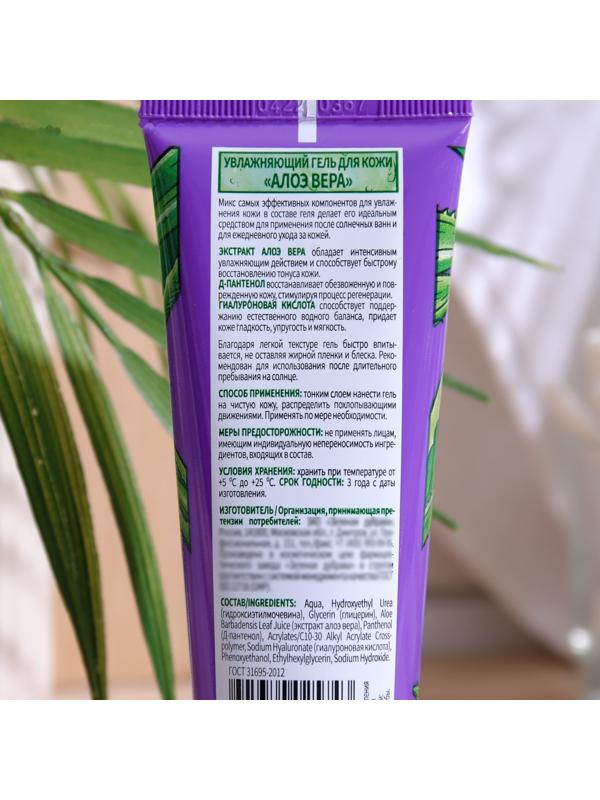 0422 0367
УВЛАЖНЯЮЩИЙ ГЕЛЬ ДЛЯ КОЖИ
«АЛОЭ ВЕРА»
Микс самых эффективных компонентов для увлаж-
нения кожи в составе геля делает его идеальным
средством для применения после солнечных ванн и
для ежедневного ухода за кожей.
ЭКСТРАКТ АЛОЭ ВЕРА обладает интенсивным
увлажняющим действием и способствует быстрому
восстановлению тонуса кожи.
Д-ПАНТЕНОЛ восстанавливает обезвоженную и пов-
режденную кожу, стимулируя процесс регенерации.
ГИАЛУРОНОВАЯ КИСЛОТА способствует поддер-
жанию естественного водного баланса, придает
коже гладкость, упругость и мягкость.
Благодаря легкой текстуре гель быстро впиты-
вается, не оставляя жирной пленки и блеска. Реко-
мендован для использования после длительного
пребывания на солнце.
СПОСОБ ПРИМЕНЕНИЯ: тонким слоем нанести гель
на чистую кожу, распределить похлопывающими
движениями. Применять по мере необходимости.
МЕРЫ ПРЕДОСТОРОЖНОСТИ: не применять лицам,
имеющим индивидуальную непереносимость ингре-
диентов, входящих в состав.
УСЛОВИЯ ХРАНЕНИЯ: хранить при температуре от
+5 °С до +25 °С. СРОК ГОДНОСТИ: 3 года с даты
изготовления.
ИЗГОТОВИТЕЛЬ / Организация, принимающая пре-
тензии потребителей:
СОСТАВ/INGREDIENTS: Aqua, Hydroxyethyl Urea
(гидроксиэтилмочевина), Glycerin (глицерин), Aloe
Barbadensis Leaf Juice (экстракт алоэ вера), Panthenol
(Д-пантенол), Acrylates/C10-30 Alkyl Acrylate Cross-
polymer, Sodium Hyaluronate (гиалуроновая кислота),
Phenoxyethanol, Ethylhexylglycerin, Sodium Hydroxide.
ГОСТ 31695-2012